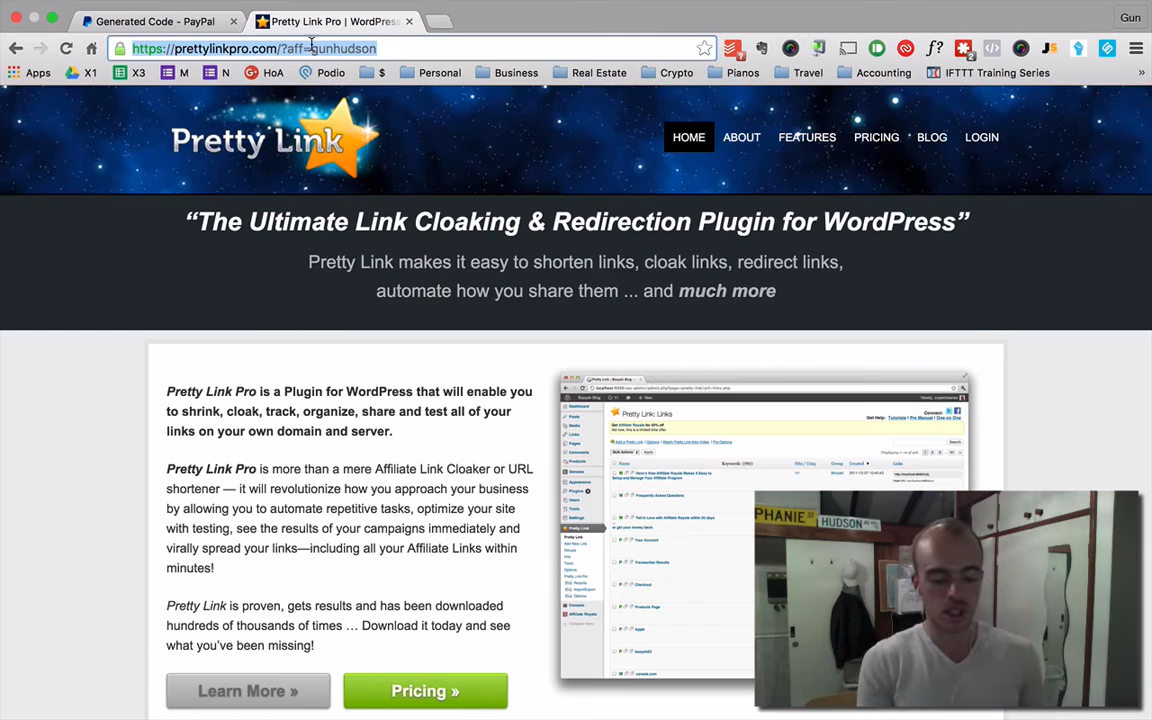 Generated Code - PayPal
Pretty Link Pro | WordPress
Gun
https://prettylinkpro.com/?aff=gunhudson
Apps
X1
X3
M
N
HoA
Podio
$
Personal
Business
Real Estate
Crypto
Pianos
Travel
Accounting
IFTTT Training Series
Pretty Link
HOME
ABOUT
FEATURES
PRICING
BLOG
LOGIN
“The Ultimate Link Cloaking & Redirection Plugin for WordPress”
Pretty Link makes it easy to shorten links, cloak links, redirect links,
automate how you share them ... and much more
Pretty Link Pro is a Plugin for WordPress that will enable you
to shrink, cloak, track, organize, share and test all of your
links on your own domain and server.
Pretty Link Pro is more than a mere Affiliate Link Cloaker or URL
shortener — it will revolutionize how you approach your business
by allowing you to automate repetitive tasks, optimize your site
with testing, see the results of your campaigns immediately and
virally spread your links—including all your Affiliate Links within
minutes!
Pretty Link is proven, gets results and has been downloaded
hundreds of thousands of times … Download it today and see
what you’ve been missing!
Learn More »
Pricing »
Pretty Link: Links
PHANIE ST
HUDSON